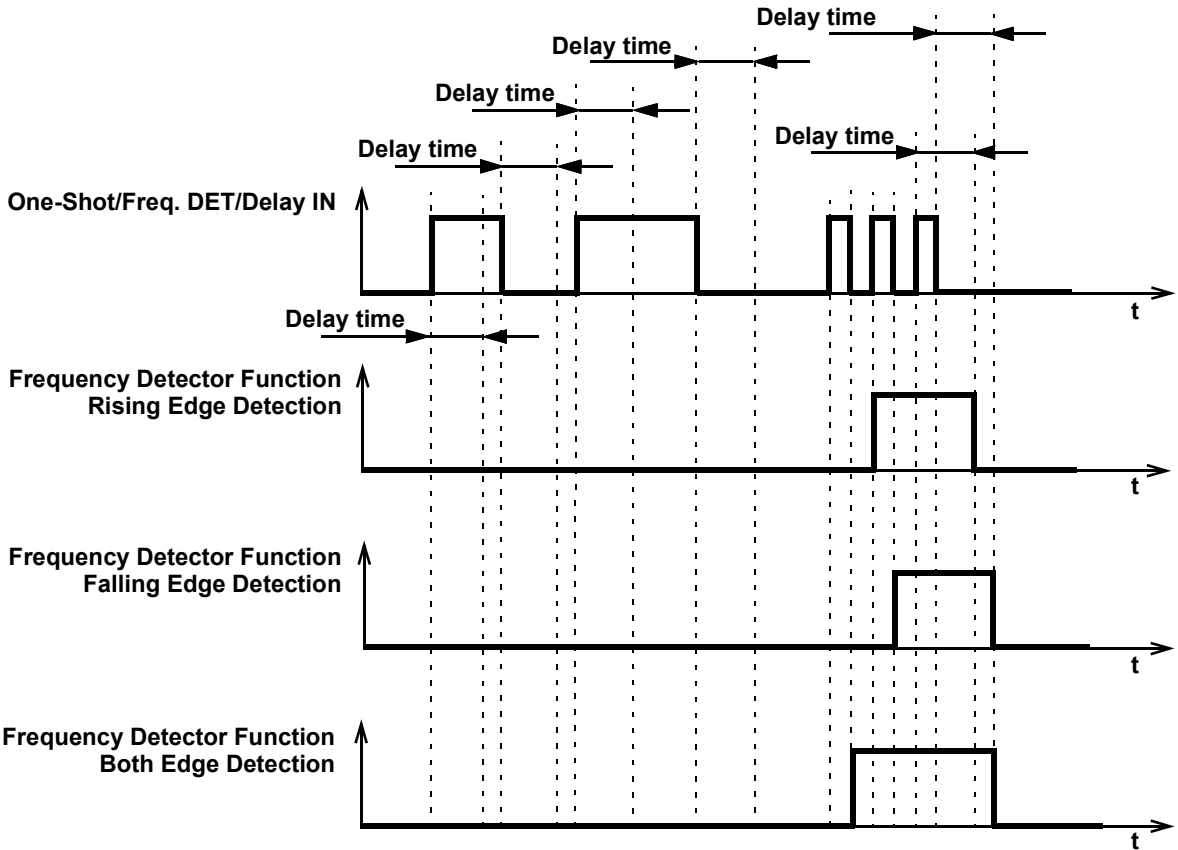 Delay time
Delay time
Delay time
Delay time
Delay time
One-Shot/Freq. DET/Delay IN
t
Delay time
Frequency Detector Function
Rising Edge Detection
t
Frequency Detector Function
Falling Edge Detection
t
Frequency Detector Function
Both Edge Detection
t